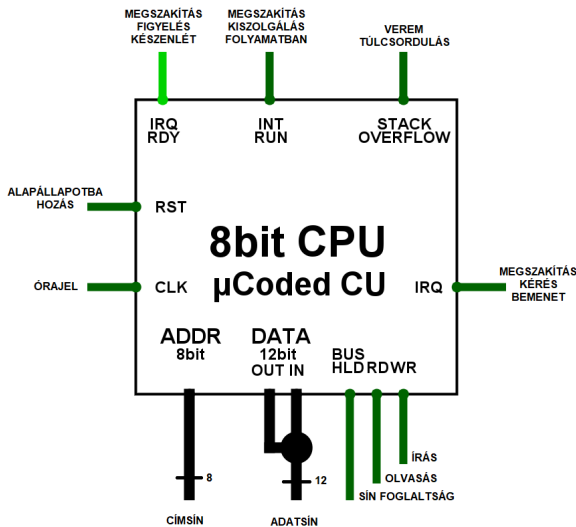 MEGSZAKÍTÁS
FIGYELÉS
KÉSZENLÉT
MEGSZAKÍTÁS
KISZOLGÁLÁS
FOLYAMATBAN
VEREM
TÚLCSORDULÁS
IRQ
RDY
INT
RUN
STACK
OVERFLOW
ALAPÁLLAPOTBA
HOZÁS
RST
8bit CPU
µCoded CU
ÓRAJEL
CLK
IRQ
MEGSZAKÍTÁS
KÉRÉS
BEMENET
ADDR
8bit
DATA
12bit
OUT IN
BUS
HLD RD WR
8
12
ÍRÁS
OLVASÁS
SÍN FOGLALTSÁG
CÍMSÍN
ADATSÍN